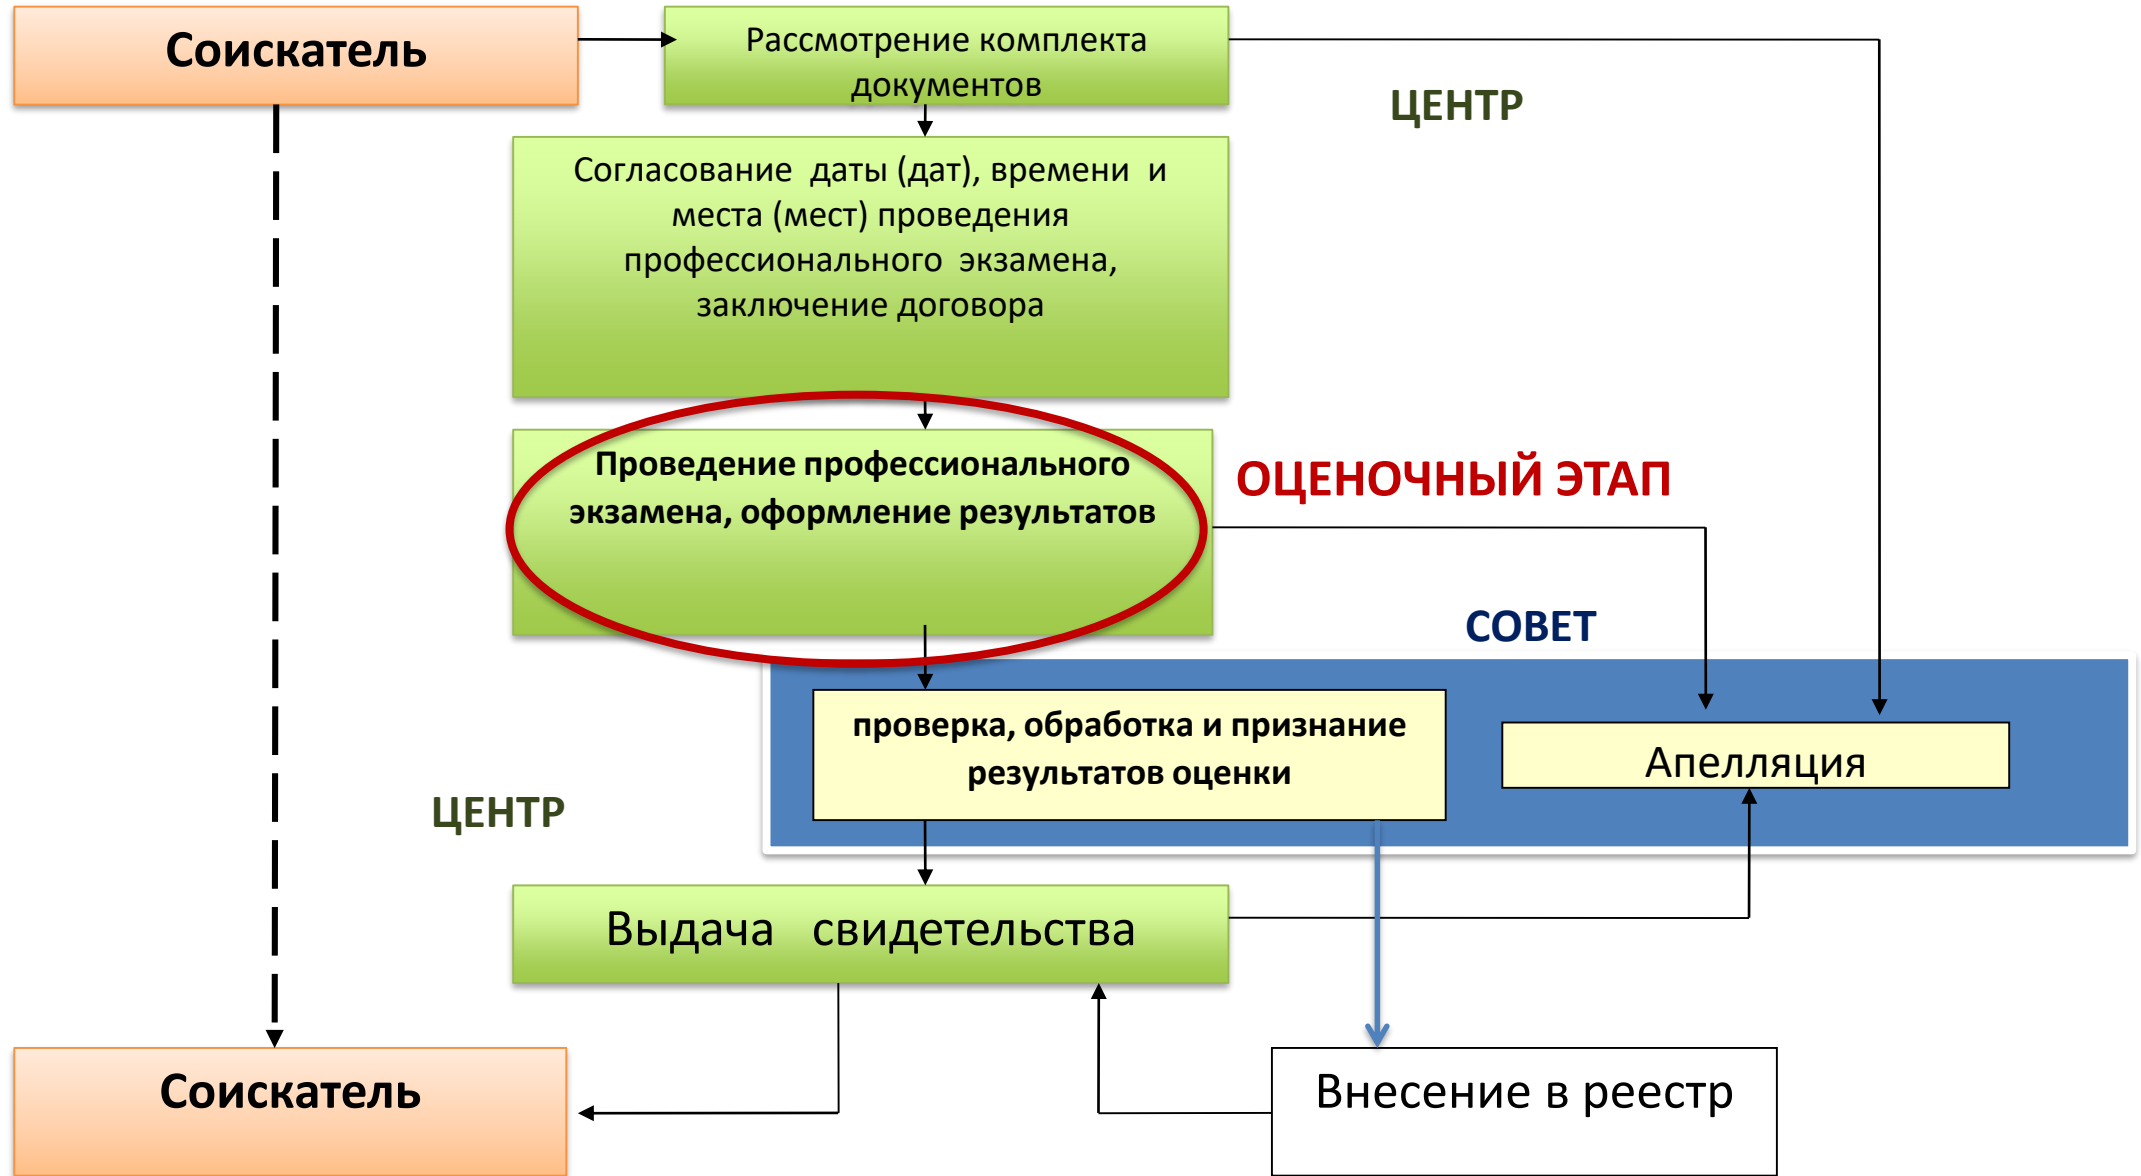 Соискатель
Рассмотрение комплекта
документов
ЦЕНТР
Согласование даты (дат), времени и
места (мест) проведения
профессионального экзамена,
заключение договора
Проведение профессионального
экзамена, оформление результатов
ОЦЕНОЧНЫЙ ЭТАП
СОВЕТ
проверка, обработка и признание
результатов оценки
Апелляция
ЦЕНТР
Выдача свидетельства
Соискатель
Внесение в реестр